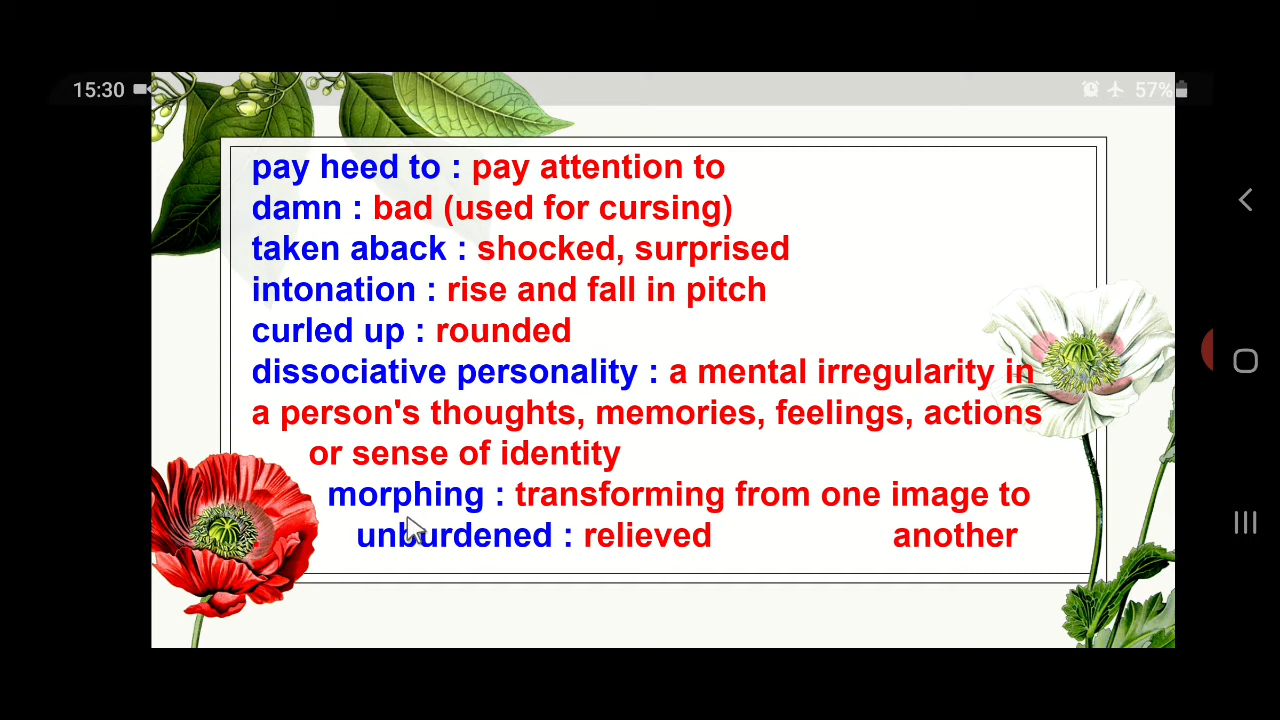 15:30
57%
pay heed to : pay attention to
damn : bad (used for cursing)
taken aback : shocked, surprised
intonation : rise and fall in pitch
curled up : rounded
dissociative personality : a mental irregularity in
a person's thoughts, memories, feelings, actions
or sense of identity
morphing : transforming from one image to
unburdened : relieved another